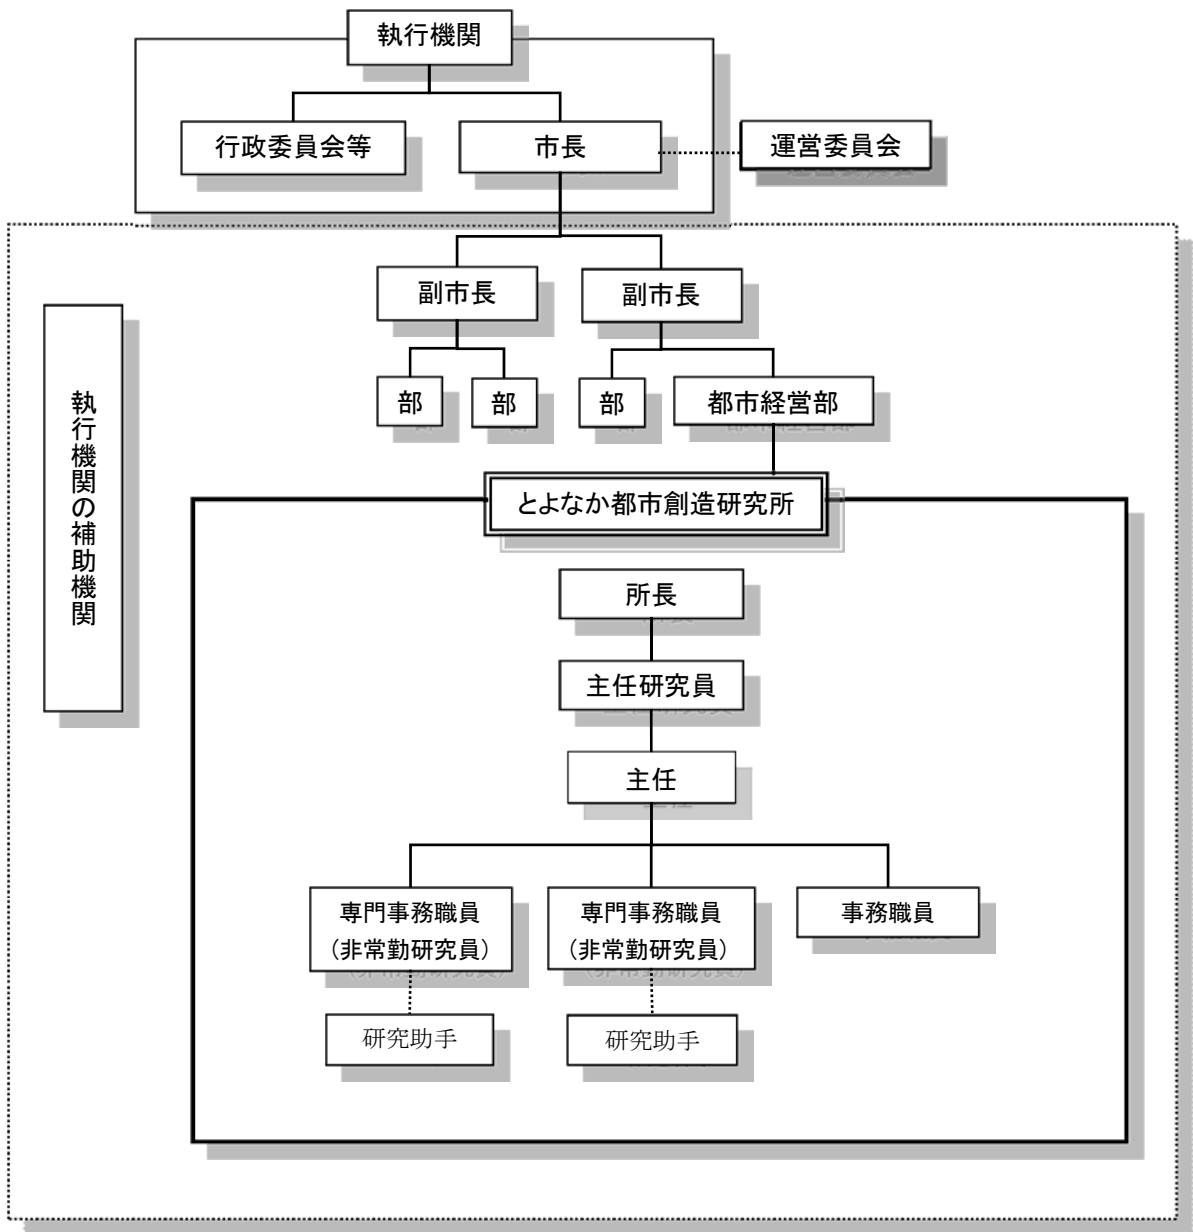 執行機関
行政委員会等
市長
運営委員会
副市長
副市長
部
部
部
都市経営部
執行機関の補助機関
とよなか都市創造研究所
所長
主任研究員
主任
専門事務職員
（非常勤研究員）
専門事務職員
（非常勤研究員）
事務職員
研究助手
研究助手